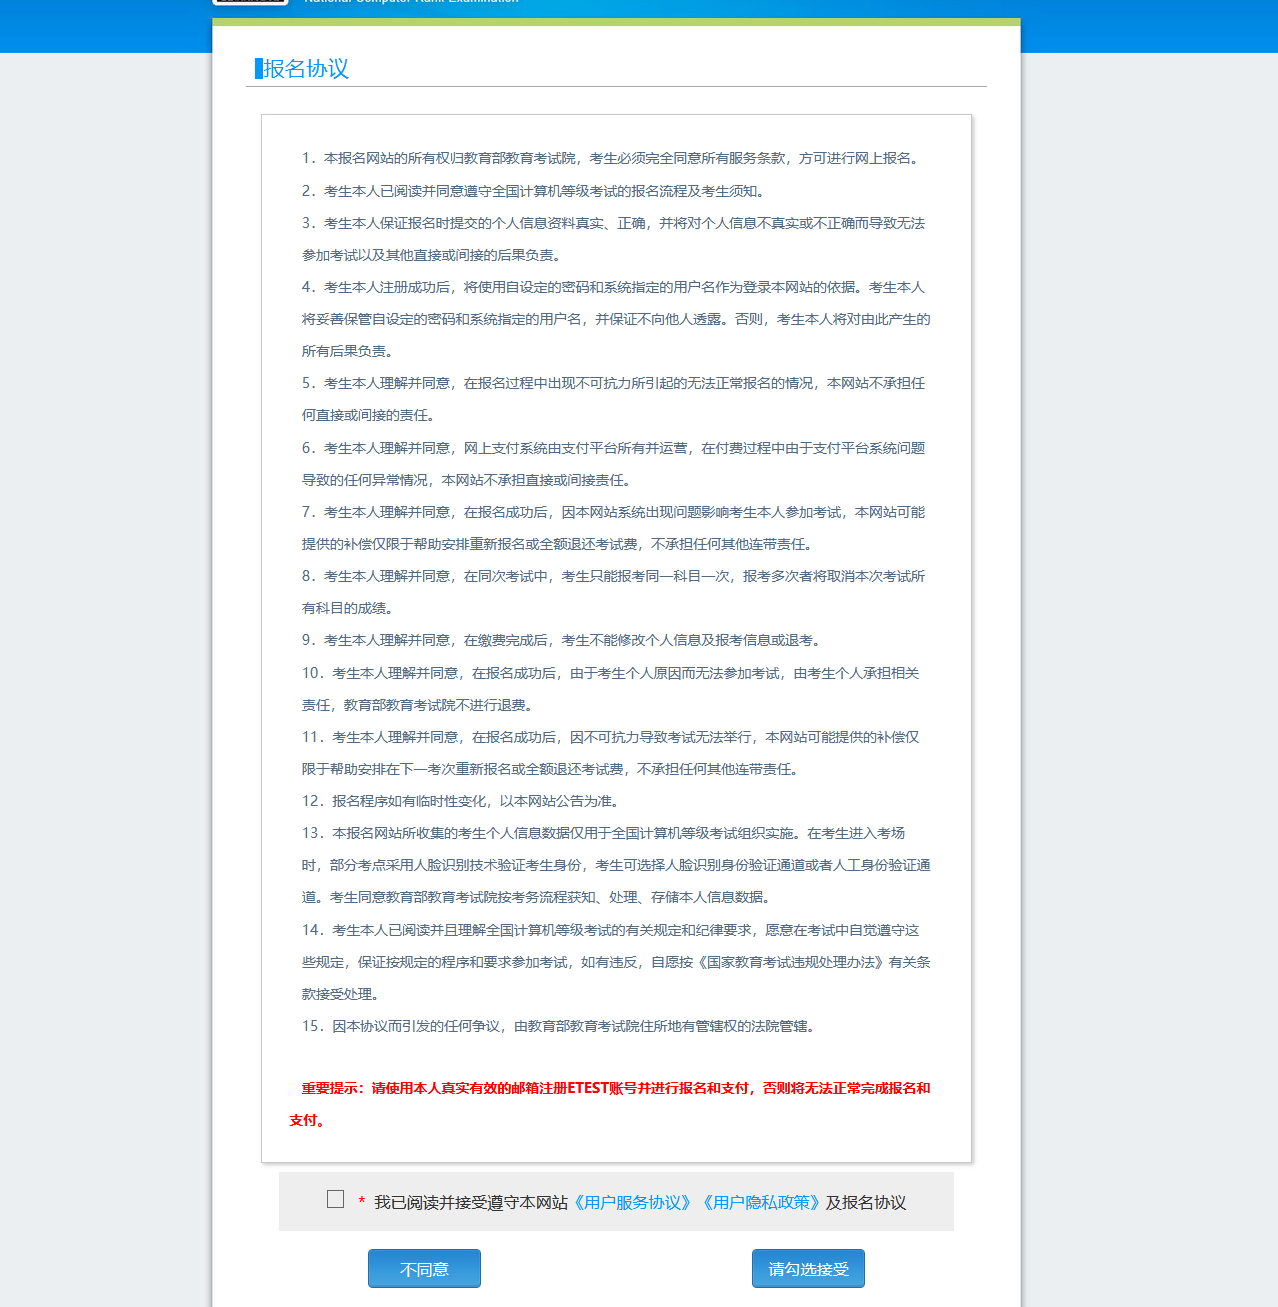 National Computer Rank Examination
报名协议
1．本报名网站的所有权归教育部教育考试院，考生必须完全同意所有服务条款，方可进行网上报名。
2．考生本人已阅读并同意遵守全国计算机等级考试的报名流程及考生须知。
3．考生本人保证报名时提交的个人信息资料真实、正确，并将对个人信息不真实或不正确而导致无法
参加考试以及其他直接或间接的后果负责。
4．考生本人注册成功后，将使用自设定的密码和系统指定的用户名作为登录本网站的依据。考生本人
将妥善保管自设定的密码和系统指定的用户名，并保证不向他人透露。否则，考生本人将对由此产生的
所有后果负责。
5．考生本人理解并同意，在报名过程中出现不可抗力所引起的无法正常报名的情况，本网站不承担任
何直接或间接的责任。
6．考生本人理解并同意，网上支付系统由支付平台所有并运营，在付费过程中由于支付平台系统问题
导致的任何异常情况，本网站不承担直接或间接责任。
7．考生本人理解并同意，在报名成功后，因本网站系统出现问题影响考生本人参加考试，本网站可能
提供的补偿仅限于帮助安排重新报名或全额退还考试费，不承担任何其他连带责任。
8．考生本人理解并同意，在同次考试中，考生只能报考同一科目一次，报考多次者将取消本次考试所
有科目的成绩。
9．考生本人理解并同意，在缴费完成后，考生不能修改个人信息及报考信息或退考。
10．考生本人理解并同意，在报名成功后，由于考生个人原因而无法参加考试，由考生个人承担相关
责任，教育部教育考试院不进行退费。
11．考生本人理解并同意，在报名成功后，因不可抗力导致考试无法举行，本网站可能提供的补偿仅
限于帮助安排在下一考次重新报名或全额退还考试费，不承担任何其他连带责任。
12．报名程序如有临时性变化，以本网站公告为准。
13．本报名网站所收集的考生个人信息数据仅用于全国计算机等级考试组织实施。在考生进入考场
时，部分考点采用人脸识别技术验证考生身份，考生可选择人脸识别身份验证通道或者人工身份验证通
道。考生同意教育部教育考试院按考务流程获知、处理、存储本人信息数据。
14．考生本人已阅读并且理解全国计算机等级考试的有关规定和纪律要求，愿意在考试中自觉遵守这
些规定，保证按规定的程序和要求参加考试，如有违反，自愿按《国家教育考试违规处理办法》有关条
款接受处理。
15．因本协议而引发的任何争议，由教育部教育考试院住所地有管辖权的法院管辖。
重要提示：请使用本人真实有效的邮箱注册ETEST账号并进行报名和支付，否则将无法正常完成报名和
支付。
* 我已阅读并接受遵守本网站《用户服务协议》《用户隐私政策》及报名协议
不同意 请勾选接受